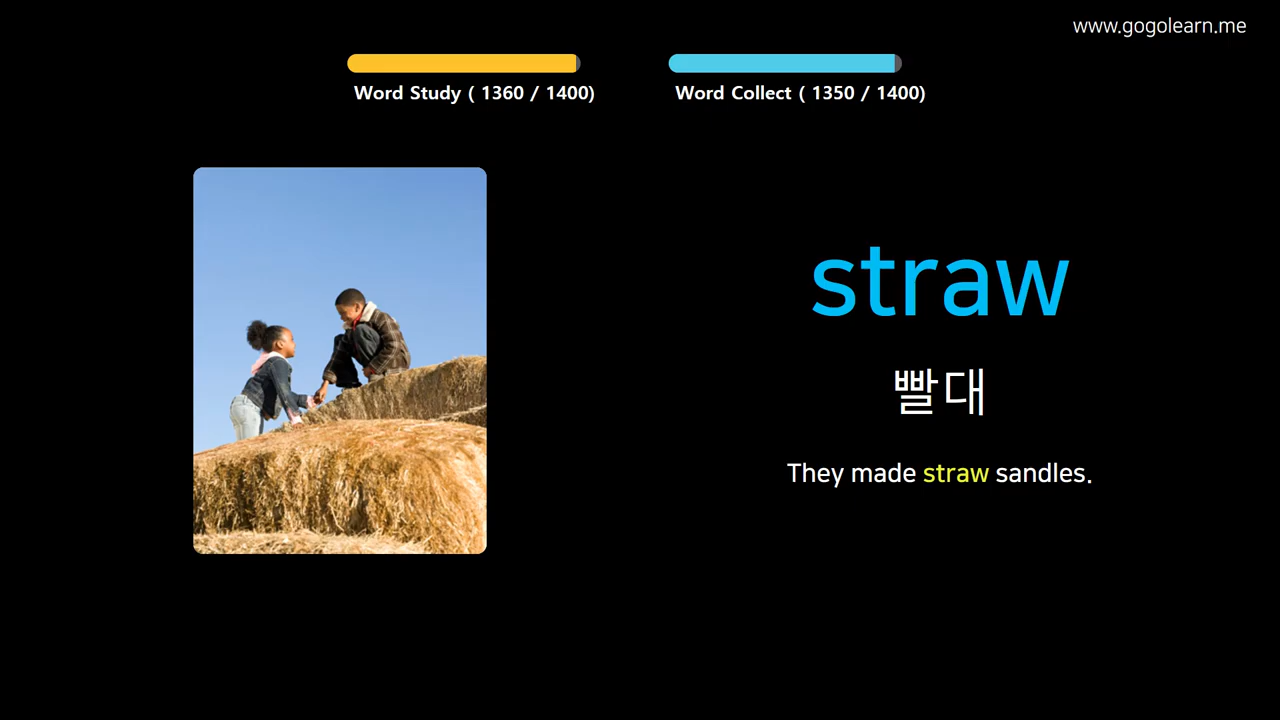 www.gogolearn.me
Word Study ( 1360 / 1400)
Word Collect ( 1350 / 1400)
straw
빨대
They made straw sandles.